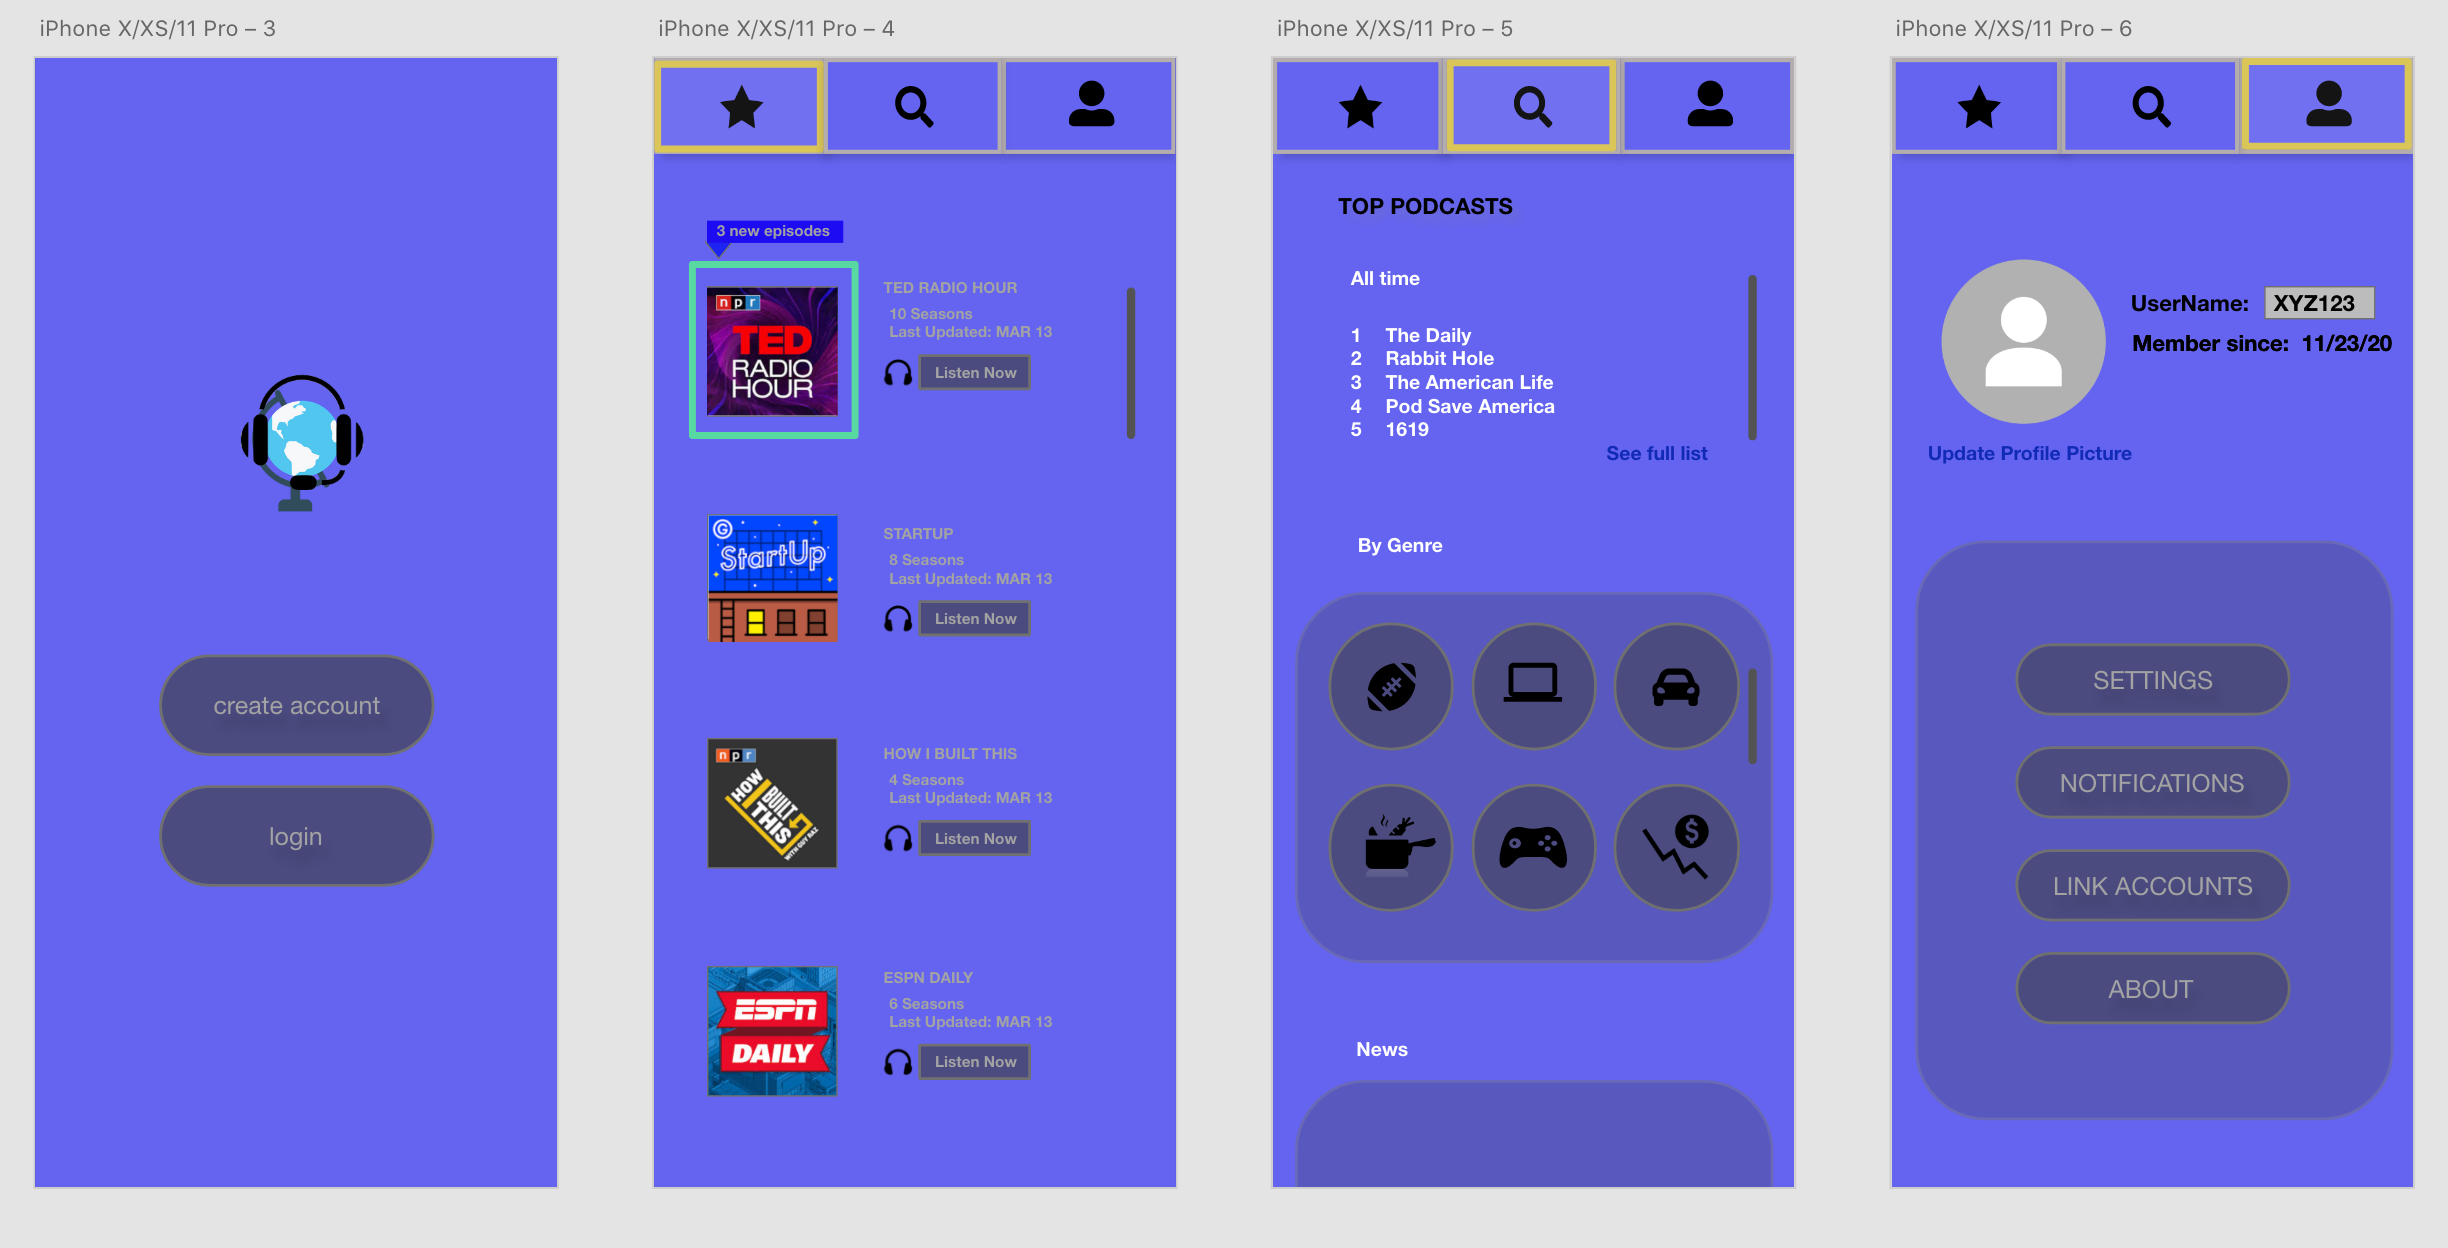 iPhone X/XS/11 Pro – 3
create account
login
iPhone X/XS/11 Pro – 4
3 new episodes
npr
TED
RADIO
HOUR
TED RADIO HOUR
10 Seasons
Last Updated: MAR 13
Listen Now
G
StartUp
STARTUP
8 Seasons
Last Updated: MAR 13
Listen Now
npr
HOW
I BUILT
THIS
WITH GUY RAZ
HOW I BUILT THIS
4 Seasons
Last Updated: MAR 13
Listen Now
ESPN
DAILY
ESPN DAILY
6 Seasons
Last Updated: MAR 13
Listen Now
iPhone X/XS/11 Pro – 5
TOP PODCASTS
All time
1 The Daily
2 Rabbit Hole
3 The American Life
4 Pod Save America
5 1619
See full list
By Genre
$
News
iPhone X/XS/11 Pro – 6
UserName: XYZ123
Member since: 11/23/20
Update Profile Picture
SETTINGS
NOTIFICATIONS
LINK ACCOUNTS
ABOUT